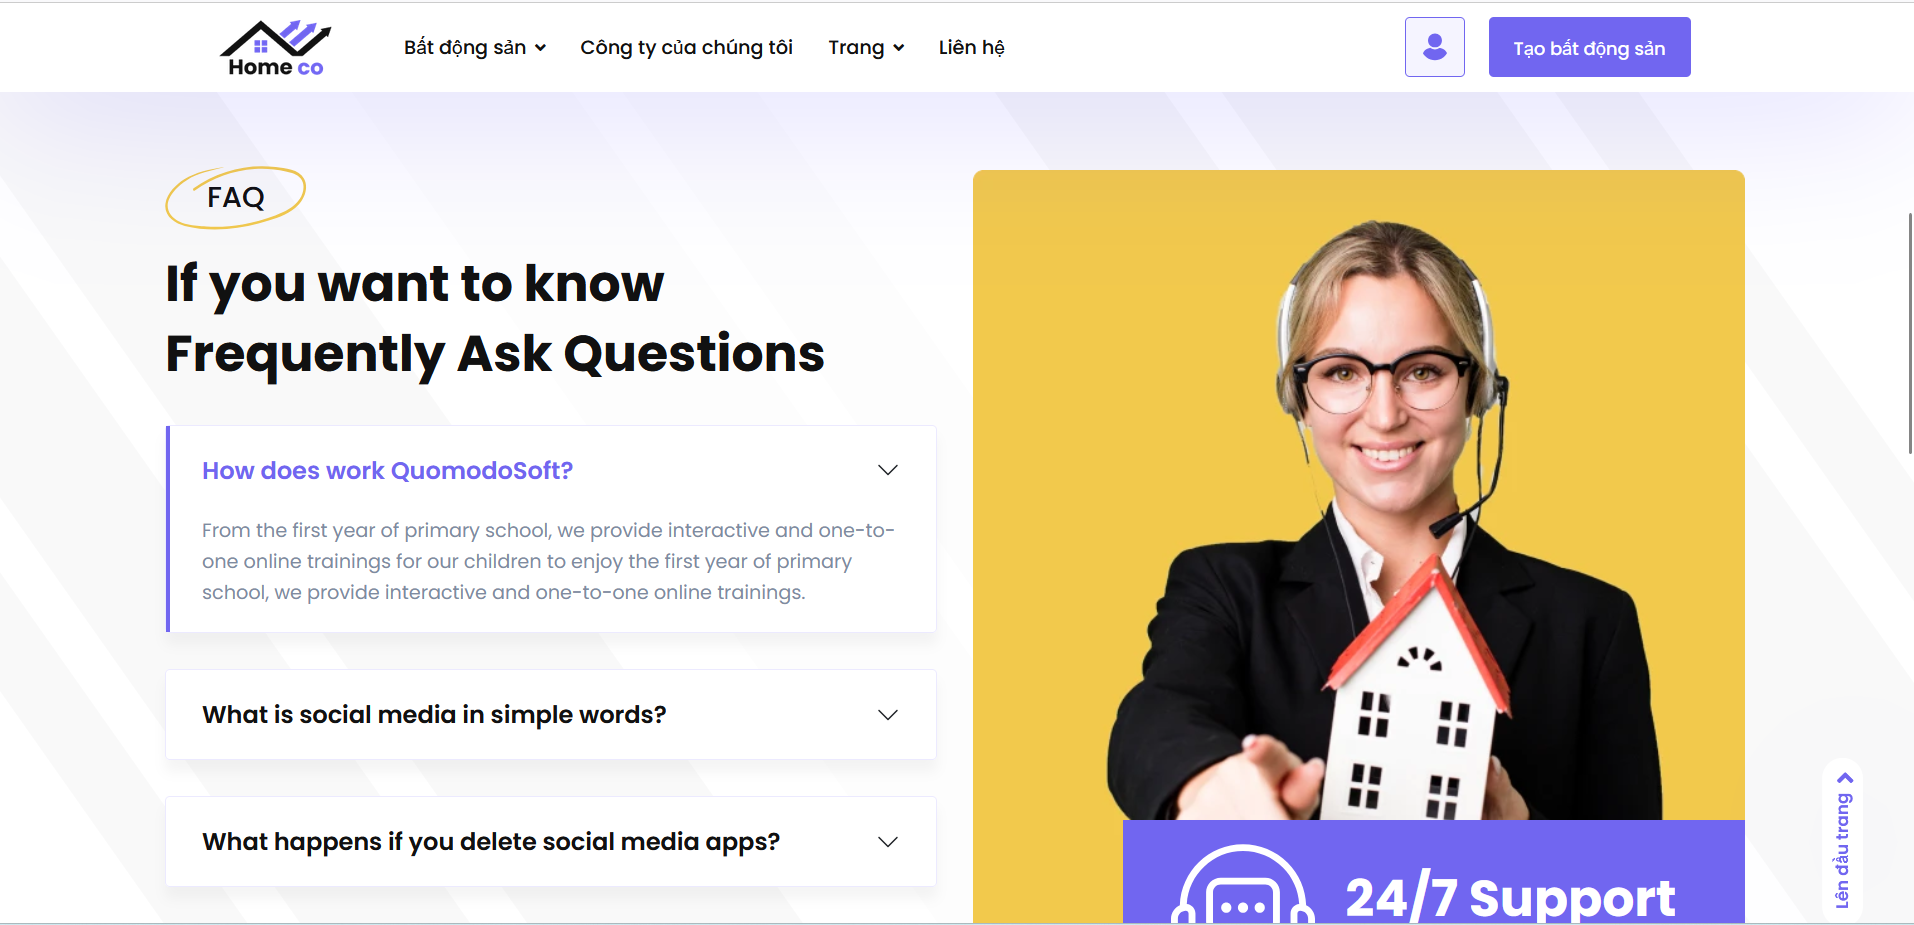 Home co
Bất động sản
Công ty của chúng tôi
Trang
Liên hệ
Tạo bất động sản
FAQ
If you want to know
Frequently Ask Questions
How does work QuomodoSoft?
From the first year of primary school, we provide interactive and one-to-
one online trainings for our children to enjoy the first year of primary
school, we provide interactive and one-to-one online trainings.
What is social media in simple words?
What happens if you delete social media apps?
24/7 Support
Lên đầu trang